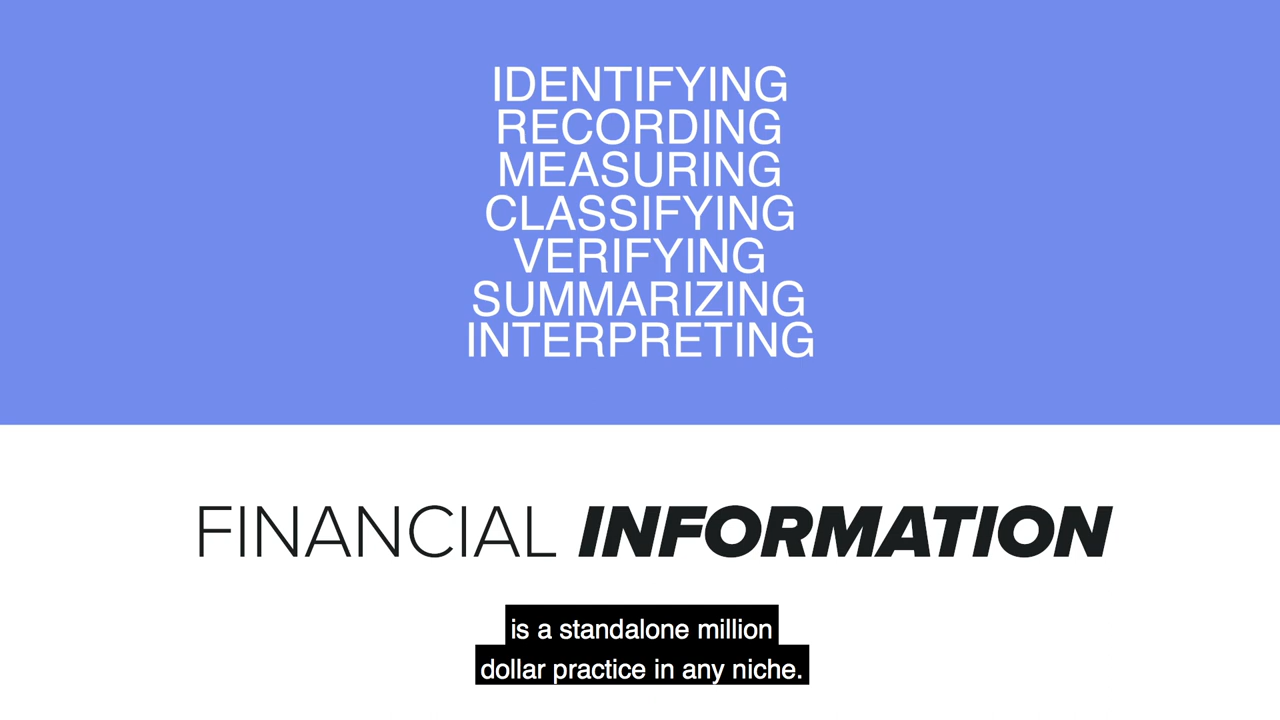 IDENTIFYING
RECORDING
MEASURING
CLASSIFYING
VERIFYING
SUMMARIZING
INTERPRETING
FINANCIAL INFORMATION
is a standalone million
dollar practice in any niche.